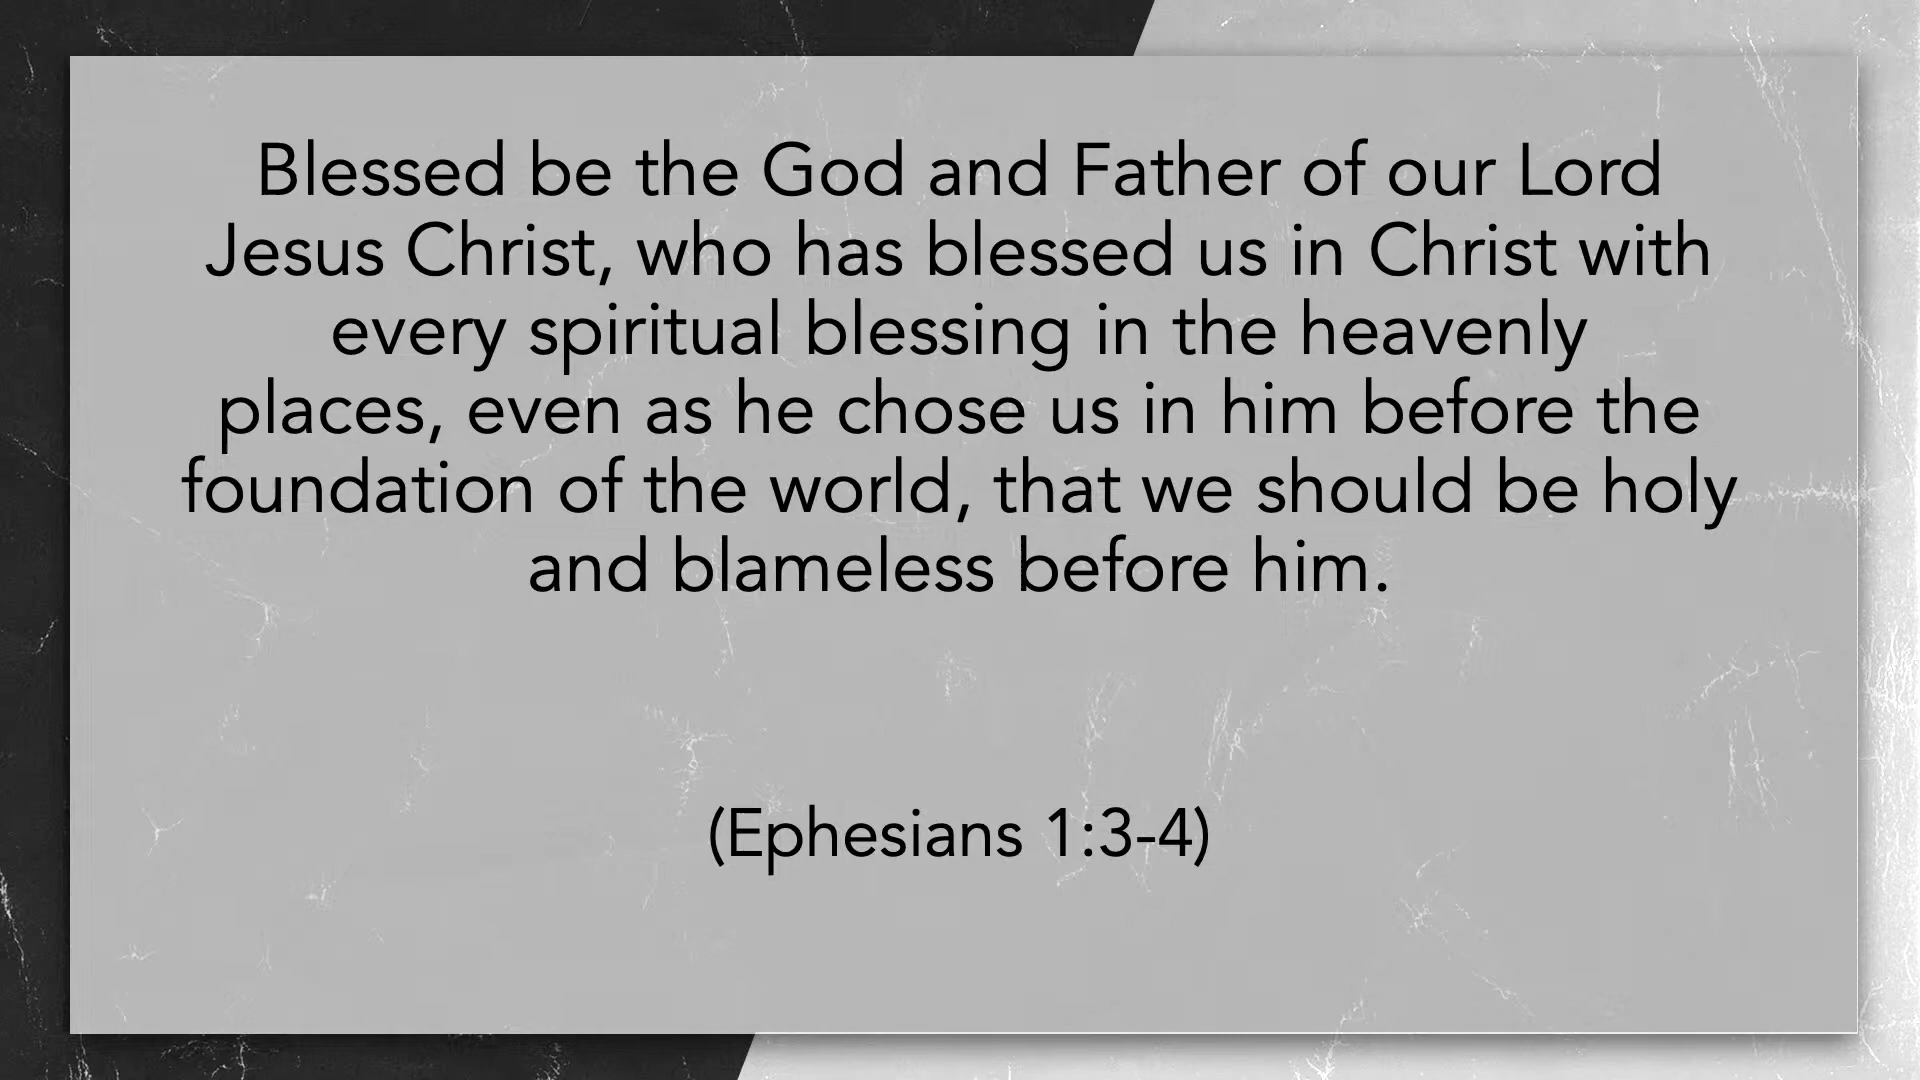 Blessed be the God and Father of our Lord
Jesus Christ, who has blessed us in Christ with
every spiritual blessing in the heavenly
places, even as he chose us in him before the
foundation of the world, that we should be holy
and blameless before him.
(Ephesians 1:3-4)